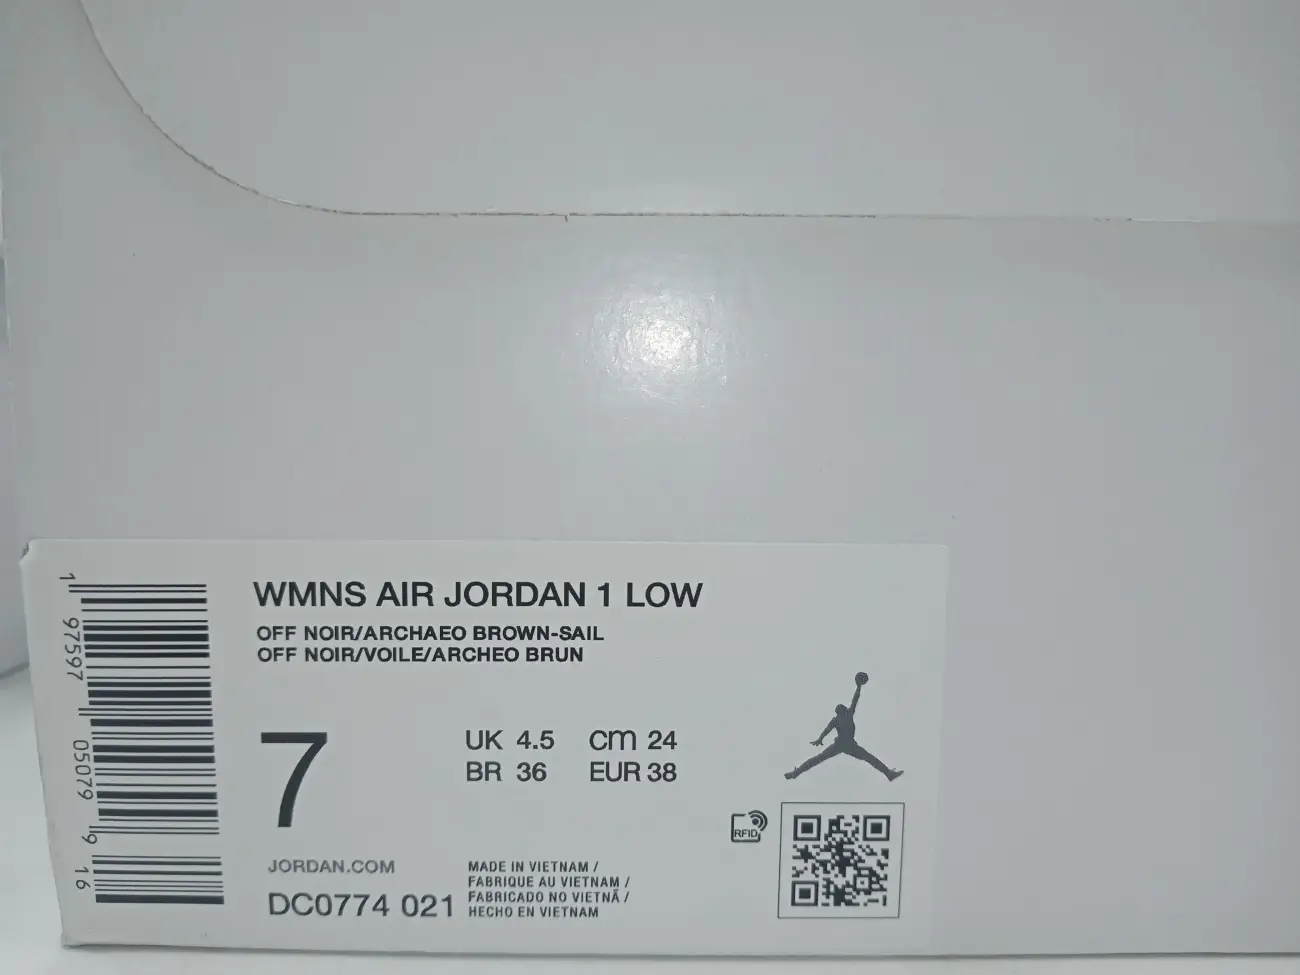 WMNS AIR JORDAN 1 LOW
OFF NOIR/ARCHAEO BROWN-SAIL
OFF NOIR/VOILE/ARCHEO BRUN
7
UK 4.5 cm 24
BR 36 EUR 38
RFID
JORDAN.COM
DC0774 021
MADE IN VIETNAM /
FABRIQUE AU VIETNAM /
FABRICADO NO VIETNÃ /
HECHO EN VIETNAM
1 97597 05079 9 16